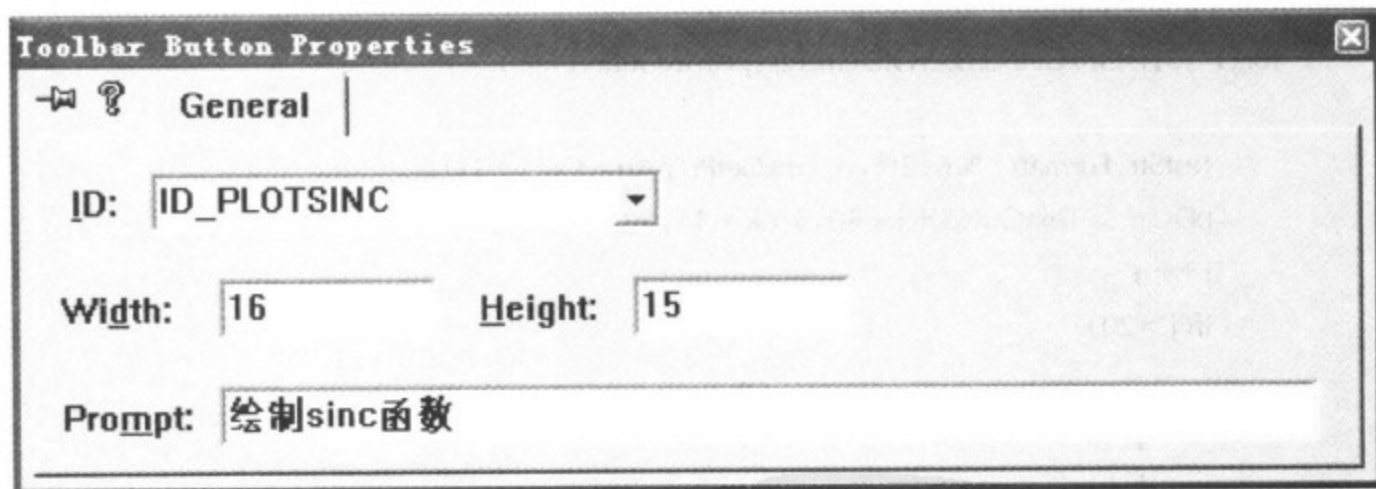 Toolbar Button Properties
General
ID: ID_PLOTSINC
Width: 16 Height: 15
Prompt: 绘制sinc函数